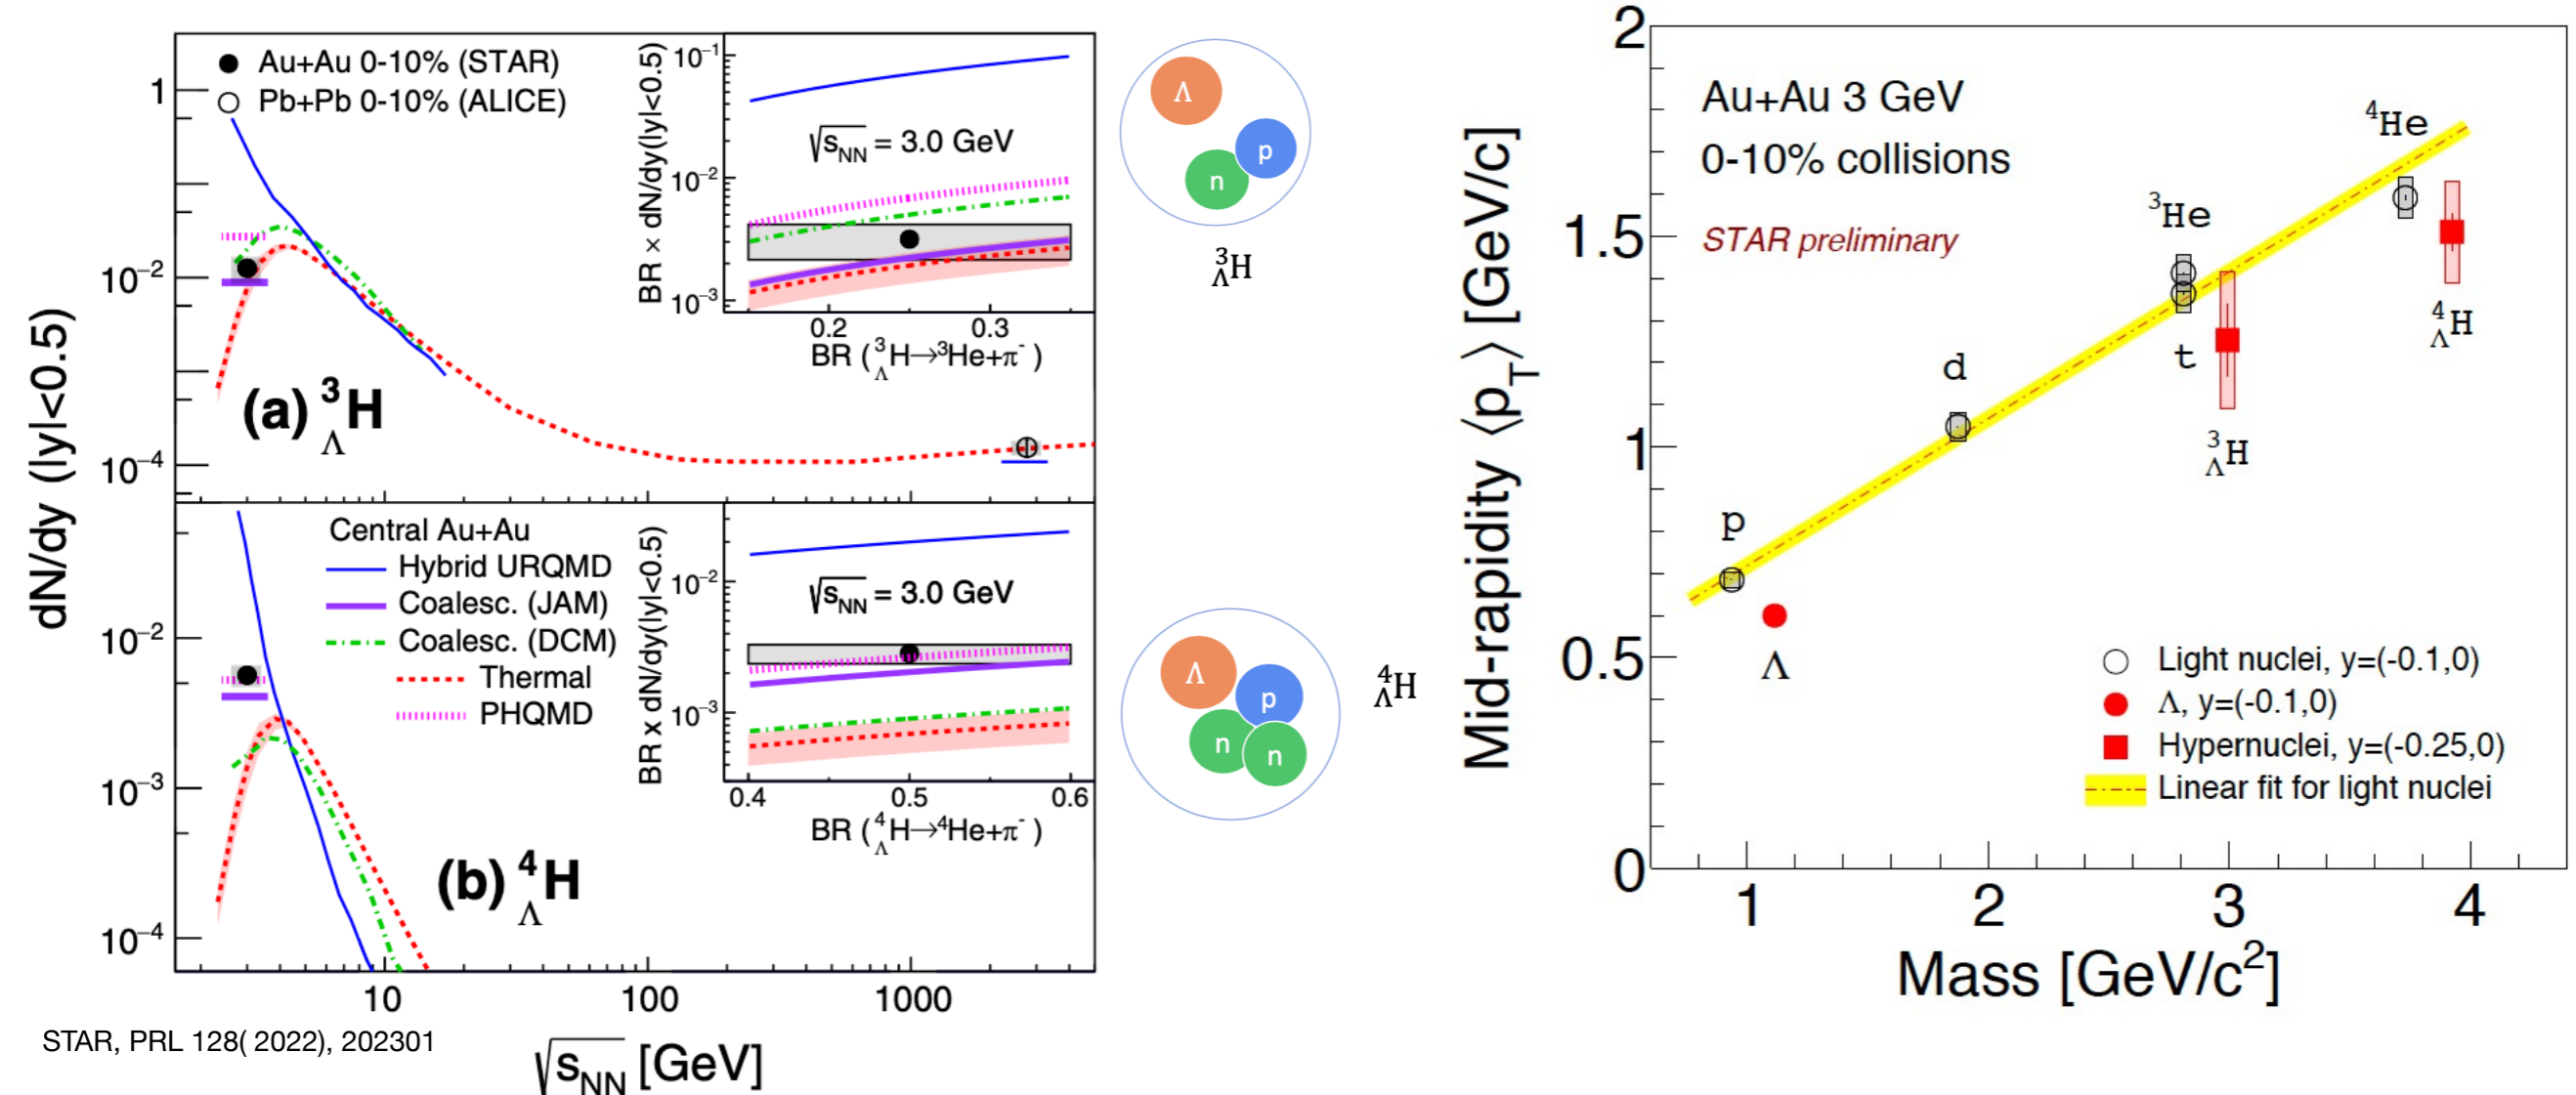 Au+Au 0-10% (STAR)
Pb+Pb 0-10% (ALICE)
1
10⁻²
10⁻⁴
(a) ³ΛH
dN/dy (|y|<0.5)
BR × dN/dy(|y|<0.5)
10⁻¹
10⁻²
10⁻³
√sNN = 3.0 GeV
0.2
0.3
BR (³ΛH→³He+π⁻)
Central Au+Au
Hybrid URQMD
Coalesc. (JAM)
Coalesc. (DCM)
Thermal
PHQMD
10⁻²
10⁻³
10⁻⁴
(b) ⁴ΛH
BR x dN/dy(|y|<0.5)
10⁻²
10⁻³
√sNN = 3.0 GeV
0.4
0.5
0.6
BR (⁴ΛH→⁴He+π⁻)
10
100
1000
√sNN [GeV]
STAR, PRL 128( 2022), 202301
Λ
p
n
³ΛH
Λ
p
n
n
⁴ΛH
Mid-rapidity ⟨pT⟩ [GeV/c]
2
1.5
1
0.5
0
Au+Au 3 GeV
0-10% collisions
STAR preliminary
⁴He
³He
⁴ΛH
t
d
³ΛH
p
Λ
Light nuclei, y=(-0.1,0)
Λ, y=(-0.1,0)
Hypernuclei, y=(-0.25,0)
Linear fit for light nuclei
1
2
3
4
Mass [GeV/c²]